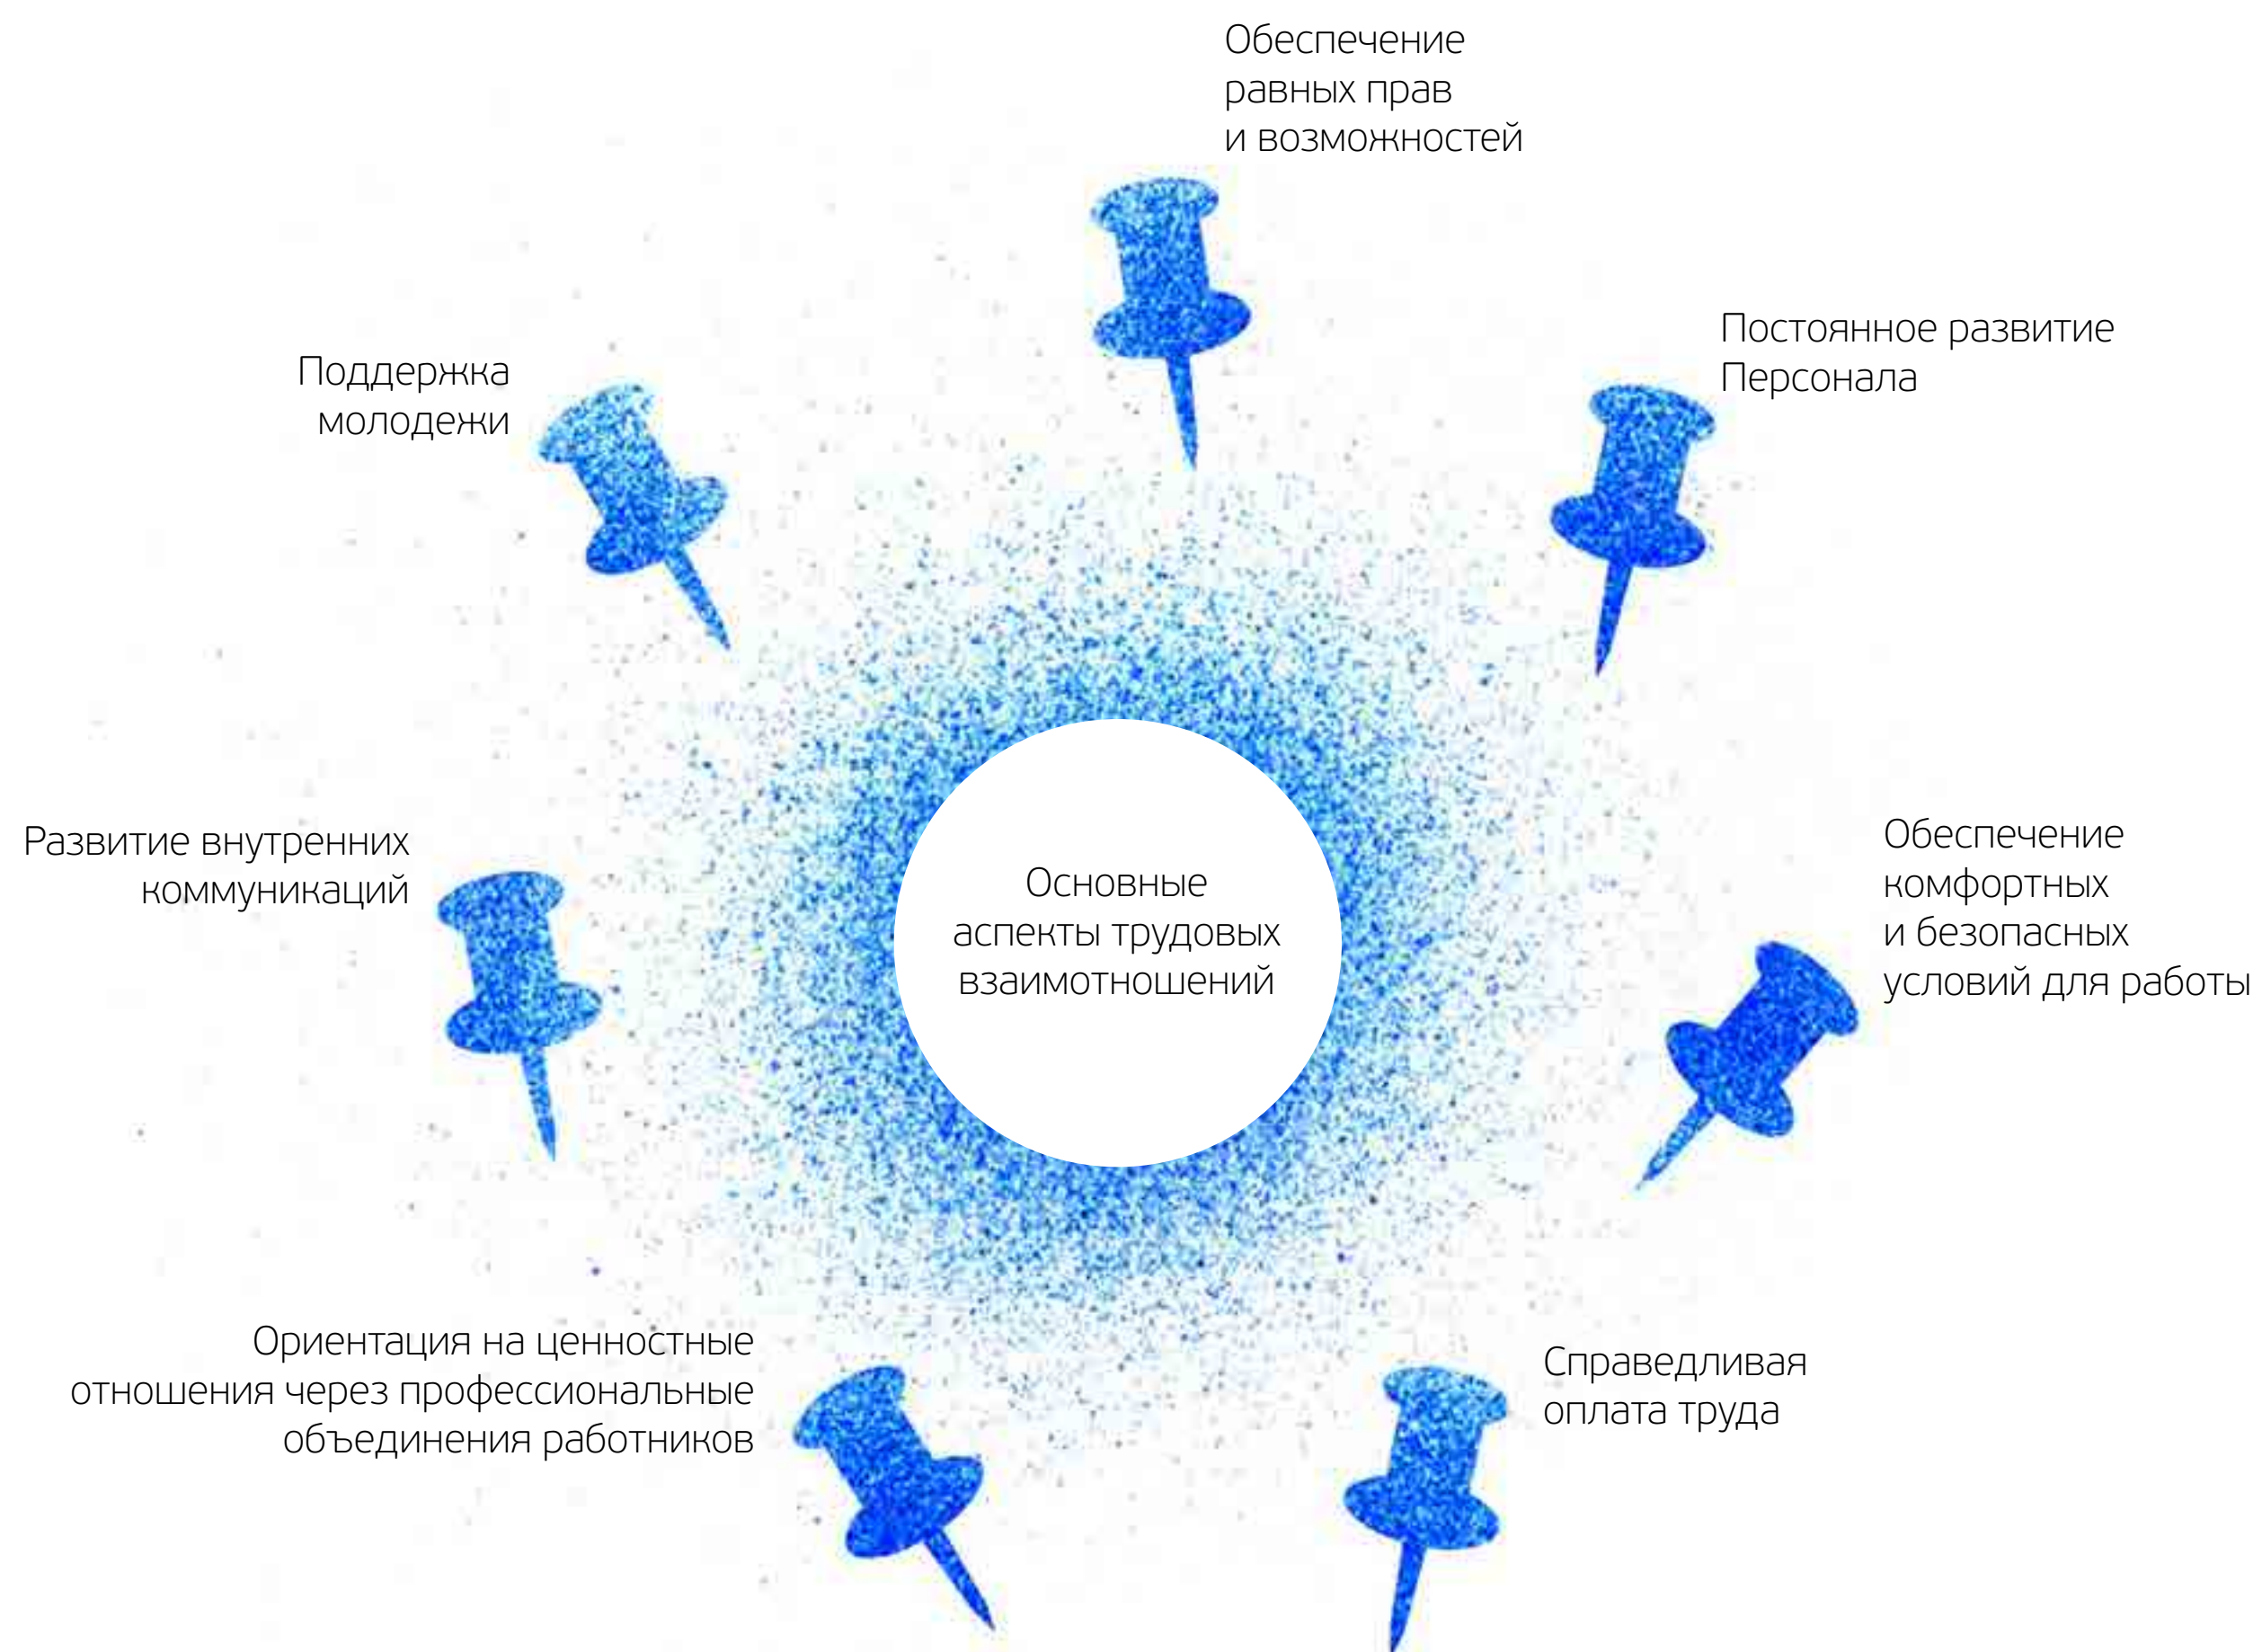 Обеспечение
равных прав
и возможностей
Постоянное развитие
Персонала
Поддержка
молодежи
Развитие внутренних
коммуникаций
Обеспечение
комфортных
и безопасных
условий для работы
Основные
аспекты трудовых
взаимотношений
Ориентация на ценностные
отношения через профессиональные
объединения работников
Справедливая
оплата труда